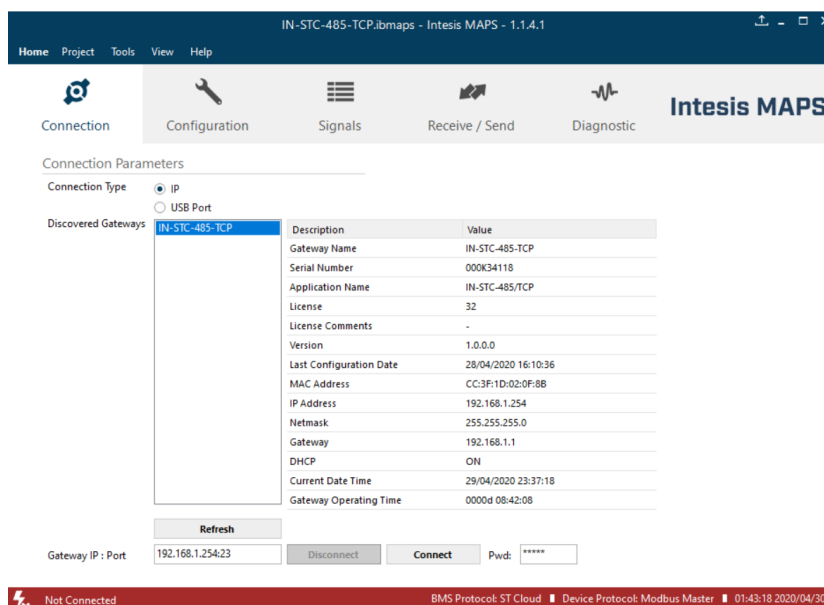 IN-STC-485-TCP.ibmaps - Intesis MAPS - 1.1.4.1
Home Project Tools View Help
Connection Configuration Signals Receive / Send Diagnostic Intesis MAPS
Connection Parameters
Connection Type IP
USB Port
Discovered Gateways IN-STC-485-TCP
Description Value
Gateway Name IN-STC-485-TCP
Serial Number 000K34118
Application Name IN-STC-485/TCP
License 32
License Comments -
Version 1.0.0.0
Last Configuration Date 28/04/2020 16:10:36
MAC Address CC:3F:1D:02:0F:8B
IP Address 192.168.1.254
Netmask 255.255.255.0
Gateway 192.168.1.1
DHCP ON
Current Date Time 29/04/2020 23:37:18
Gateway Operating Time 0000d 08:42:08
Refresh
Gateway IP : Port 192.168.1.254:23 Disconnect Connect Pwd: *****
Not Connected BMS Protocol: ST Cloud Device Protocol: Modbus Master 01:43:18 2020/04/30